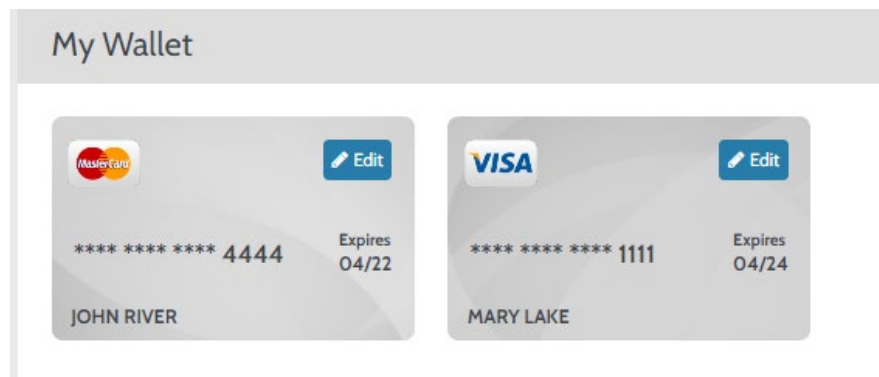 My Wallet
MasterCard
Edit
**** **** **** 4444
Expires
04/22
JOHN RIVER
VISA
Edit
**** **** **** 1111
Expires
04/24
MARY LAKE